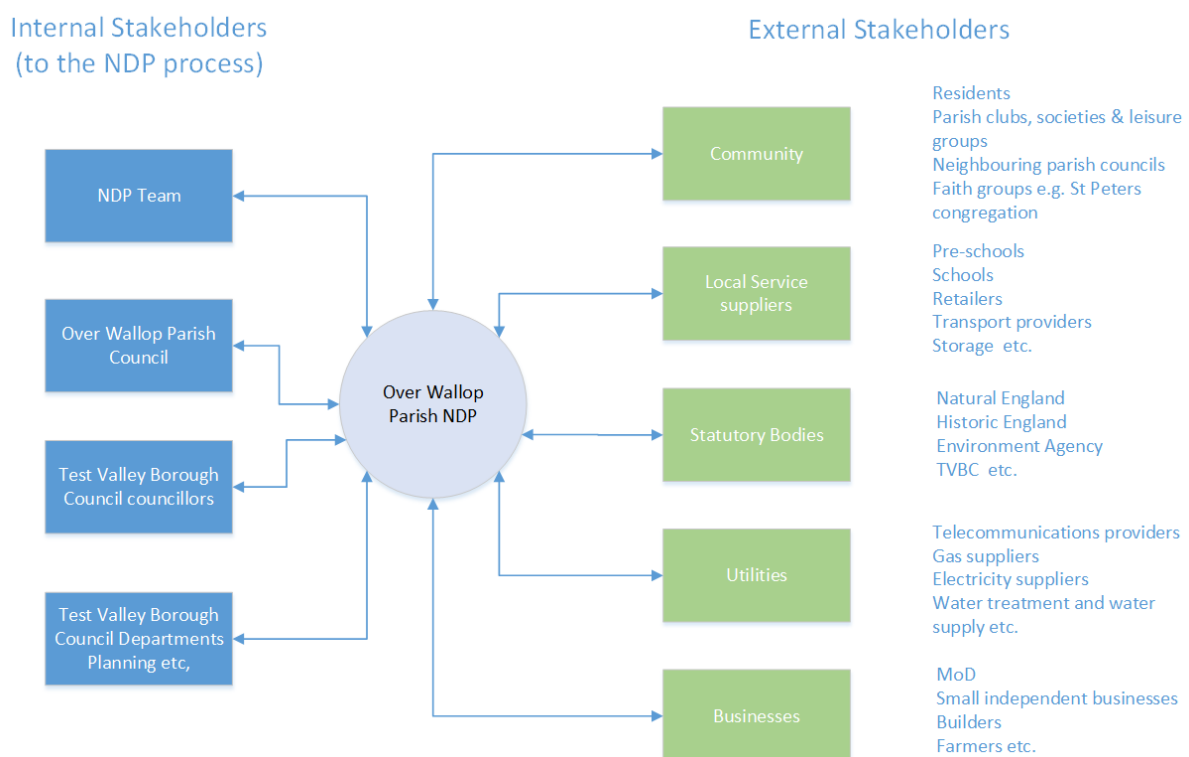 Internal Stakeholders
(to the NDP process)
External Stakeholders
NDP Team
Over Wallop Parish
Council
Test Valley Borough
Council councillors
Test Valley Borough
Council Departments
Planning etc,
Over Wallop
Parish NDP
Community
Residents
Parish clubs, societies & leisure
groups
Neighbouring parish councils
Faith groups e.g. St Peters
congregation
Local Service
suppliers
Pre-schools
Schools
Retailers
Transport providers
Storage etc.
Statutory Bodies
Natural England
Historic England
Environment Agency
TVBC etc.
Utilities
Telecommunications providers
Gas suppliers
Electricity suppliers
Water treatment and water
supply etc.
Businesses
MoD
Small independent businesses
Builders
Farmers etc.